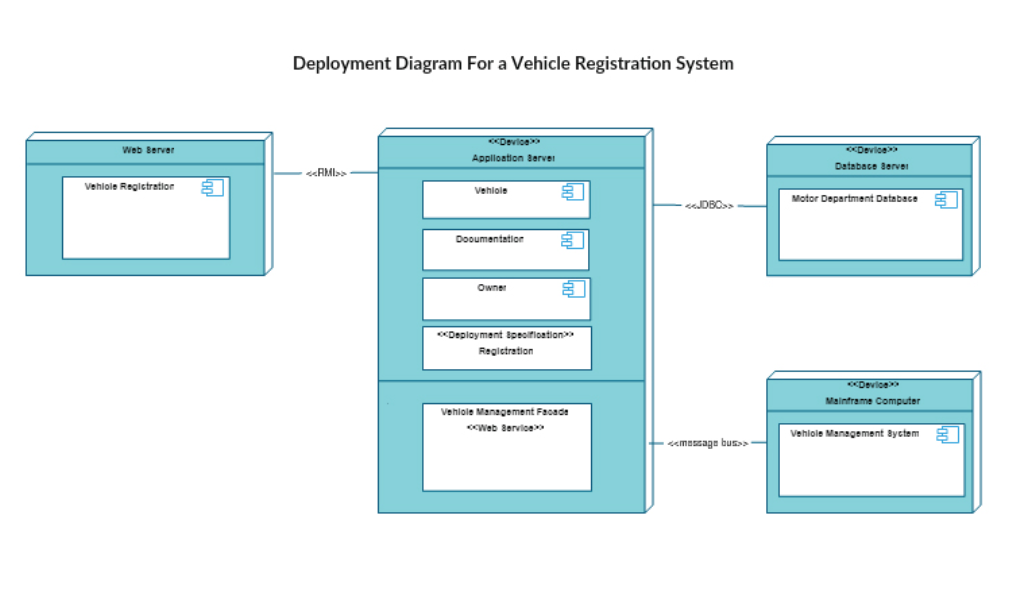 Deployment Diagram For a Vehicle Registration System
Web Server
Vehicle Registration
<<RMI>>
<<Device>>
Application Server
Vehicle
Documentation
Owner
<<Deployment Specification>>
Registration
Vehicle Management Facade
<<Web Service>>
<<JDBC>>
<<Device>>
Database Server
Motor Department Database
<<message bus>>
<<Device>>
Mainframe Computer
Vehicle Management System